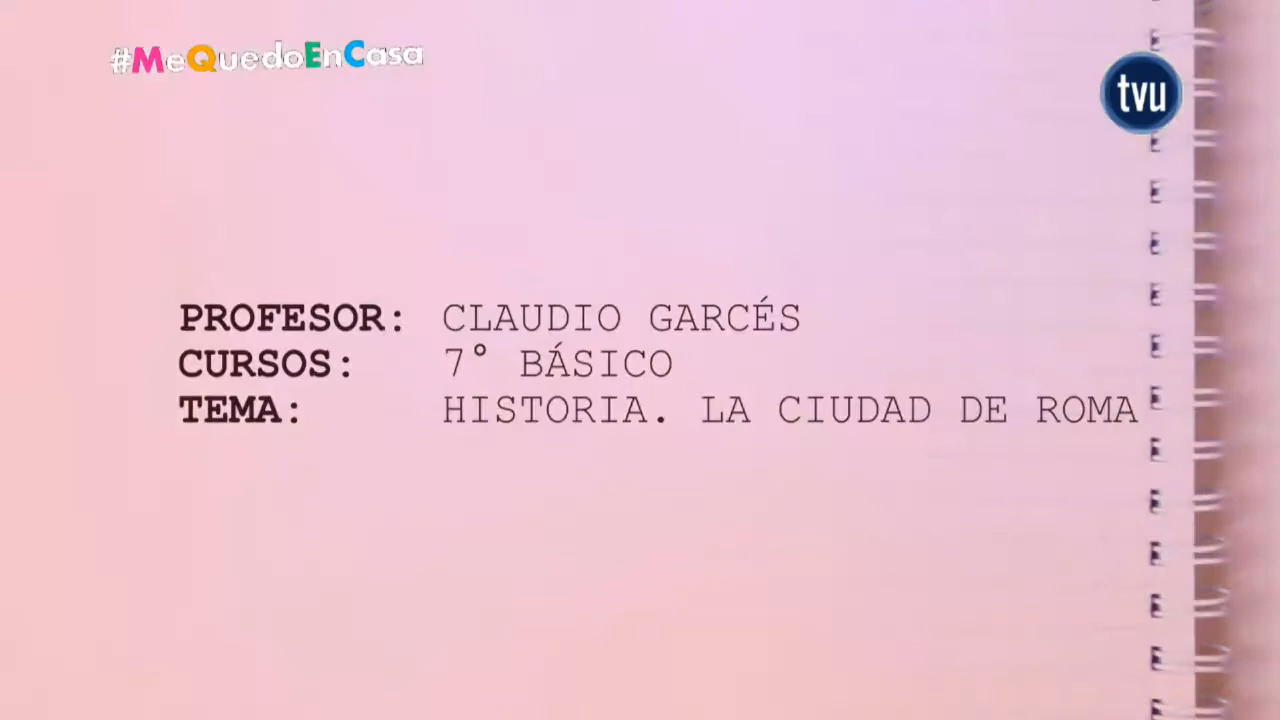 #MeQuedoEnCasa
tvu
PROFESOR: CLAUDIO GARCÉS
CURSOS: 7° BÁSICO
TEMA: HISTORIA. LA CIUDAD DE ROMA